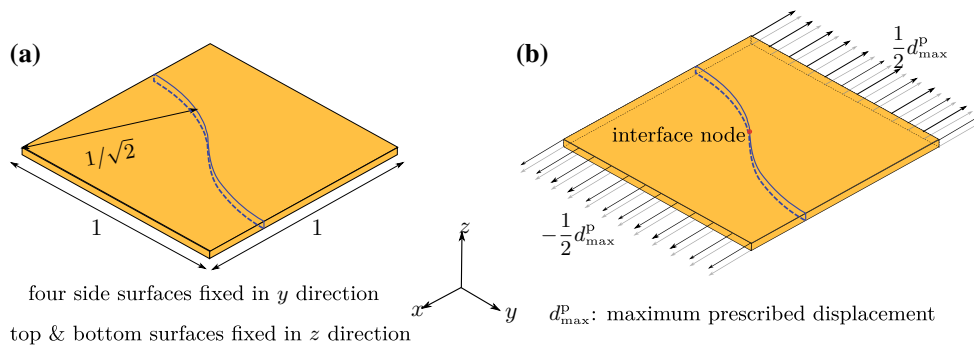 (a)
1/√2
1
1
four side surfaces fixed in y direction
top & bottom surfaces fixed in z direction
z
x
y
(b)
1/2 d^p_max
interface node
-1/2 d^p_max
d^p_max: maximum prescribed displacement